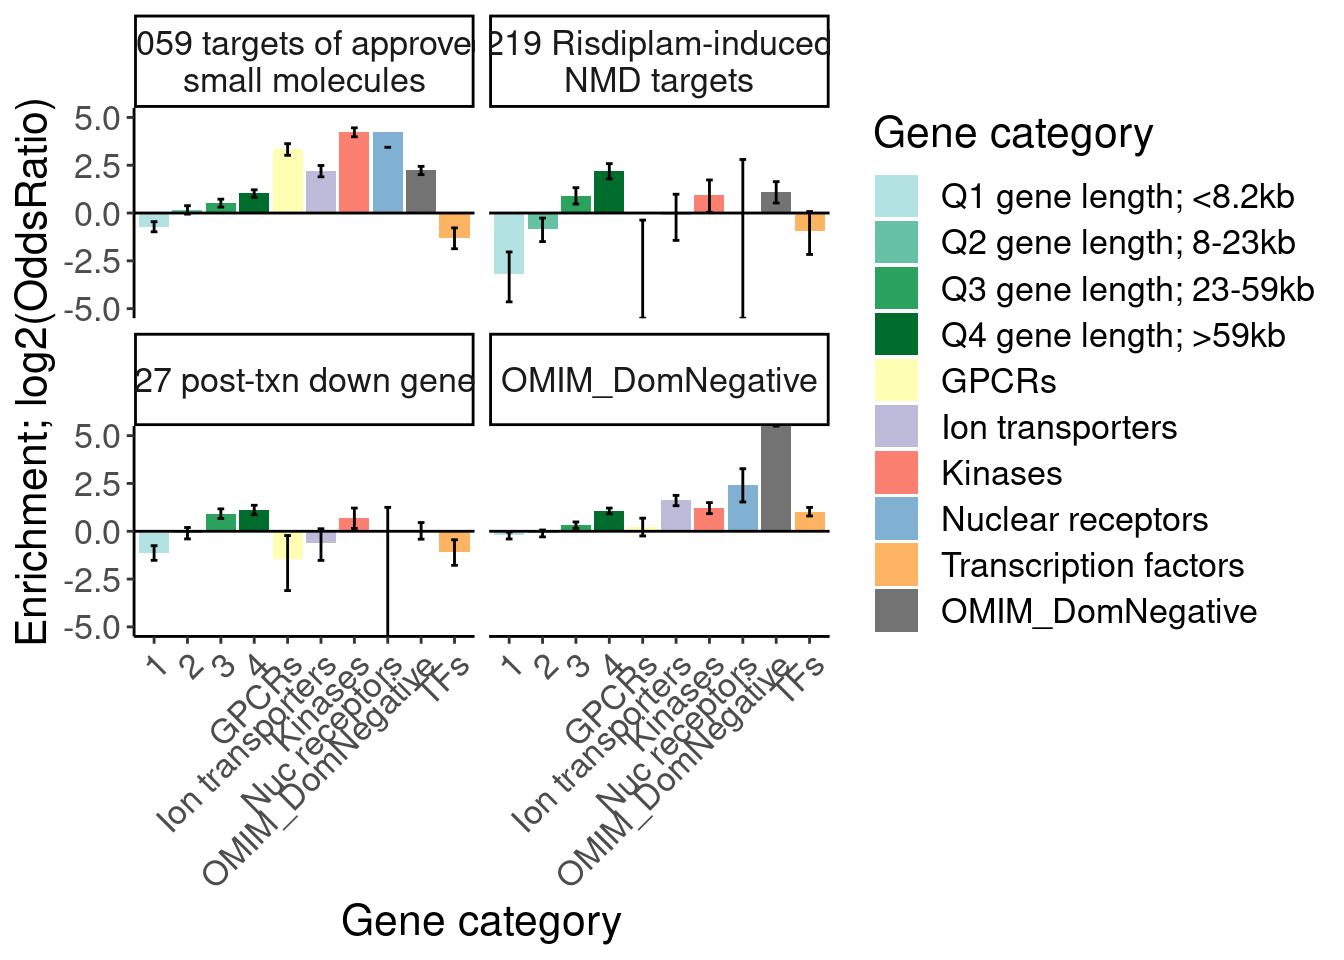 059 targets of approve
small molecules
219 Risdiplam-induced
NMD targets
Enrichment; log2(OddsRatio)
5.0
2.5
0.0
-2.5
-5.0
27 post-txn down gene
OMIM_DomNegative
5.0
2.5
0.0
-2.5
-5.0
1
2
3
4
GPCRs
Ion transporters
Kinases
Nuc receptors
OMIM_DomNegative
TFs
1
2
3
4
GPCRs
Ion transporters
Kinases
Nuc receptors
OMIM_DomNegative
TFs
Gene category
Gene category
Q1 gene length; <8.2kb
Q2 gene length; 8-23kb
Q3 gene length; 23-59kb
Q4 gene length; >59kb
GPCRs
Ion transporters
Kinases
Nuclear receptors
Transcription factors
OMIM_DomNegative